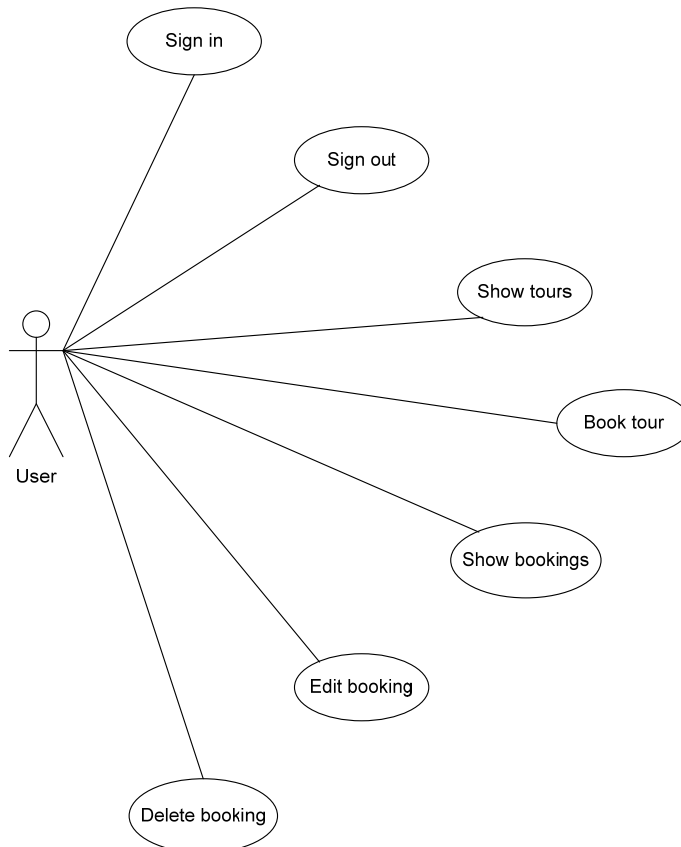 Sign in
Sign out
Show tours
Book tour
User
Show bookings
Edit booking
Delete booking